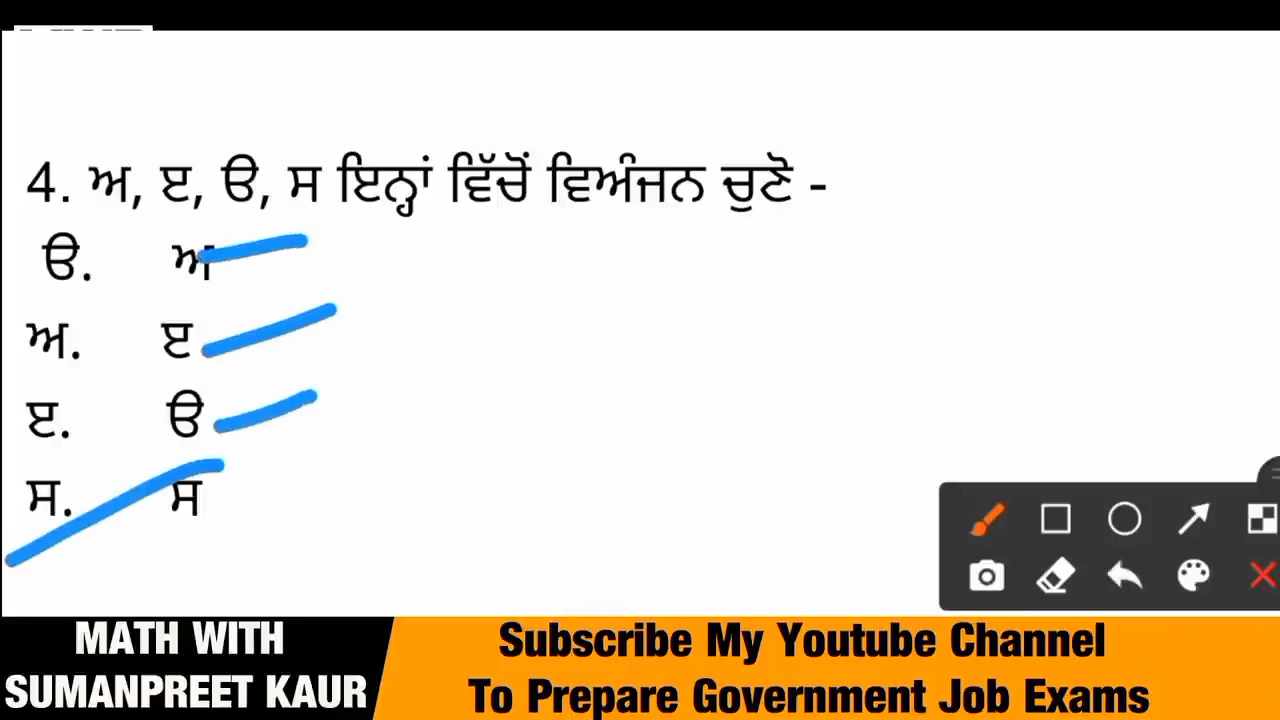 4. ਅ, ੲ, ੳ, ਸ ਇਨ੍ਹਾਂ ਵਿੱਚੋਂ ਵਿਅੰਜਨ ਚੁਣੋ -
ੳ. ਅ
ਅ. ੲ
ੲ. ੳ
ਸ. ਸ
MATH WITH
SUMANPREET KAUR
Subscribe My Youtube Channel
To Prepare Government Job Exams